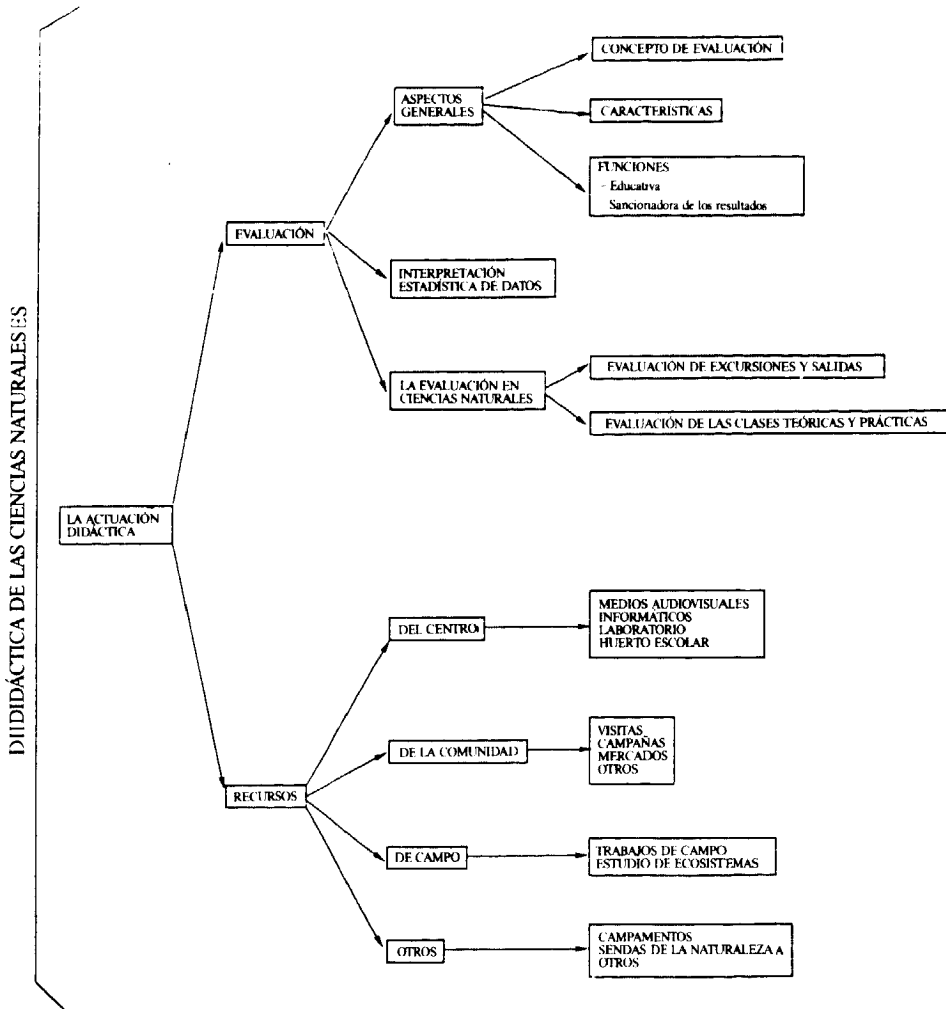 DIIDIDÁCTICA DE LAS CIENCIAS NATURALESES
LA ACTUACIÓN
DIDÁCTICA
EVALUACIÓN
ASPECTOS
GENERALES
CONCEPTO DE EVALUACIÓN
CARACTERÍSTICAS
FUNCIONES
- Educativa
Sancionadora de los resultados
INTERPRETACIÓN
ESTADÍSTICA DE DATOS
LA EVALUACIÓN EN
CIENCIAS NATURALES
EVALUACIÓN DE EXCURSIONES Y SALIDAS
EVALUACIÓN DE LAS CLASES TEÓRICAS Y PRÁCTICAS
RECURSOS
DEL CENTRO
MEDIOS AUDIOVISUALES
INFORMÁTICOS
LABORATORIO
HUERTO ESCOLAR
DE LA COMUNIDAD
VISITAS
CAMPAÑAS
MERCADOS
OTROS
DE CAMPO
TRABAJOS DE CAMPO
ESTUDIO DE ECOSISTEMAS
OTROS
CAMPAMENTOS
SENDAS DE LA NATURALEZA A
OTROS